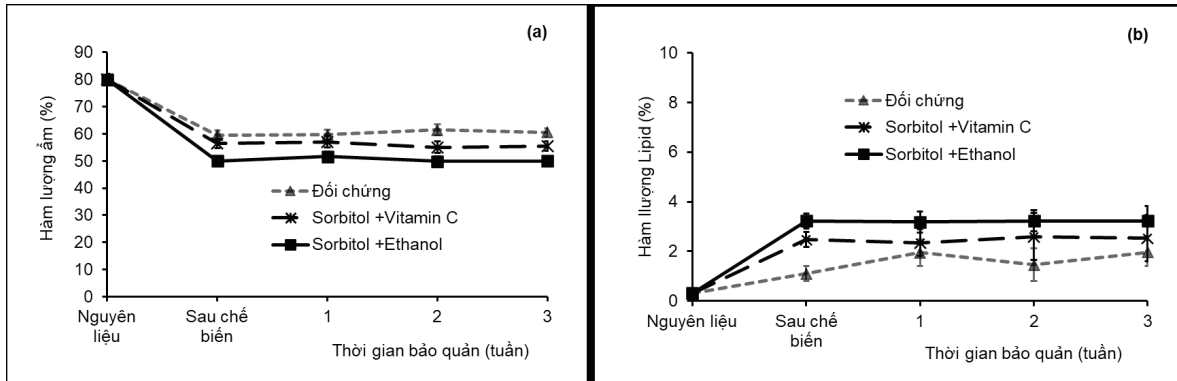 (a)
Hàm lượng ẩm (%)
90
80
70
60
50
40
30
20
10
0
Đối chứng
Sorbitol +Vitamin C
Sorbitol +Ethanol
Nguyên liệu
Sau chế biến
1
2
3
Thời gian bảo quản (tuần)
(b)
Hàm lượng Lipid (%)
10
8
6
4
2
0
Đối chứng
Sorbitol +Vitamin C
Sorbitol +Ethanol
Nguyên liệu
Sau chế biến
1
2
3
Thời gian bảo quản (tuần)